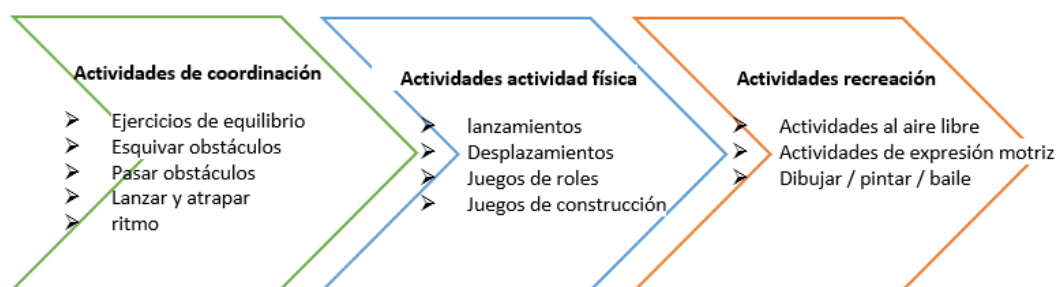 Actividades de coordinación
➤ Ejercicios de equilibrio
➤ Esquivar obstáculos
➤ Pasar obstáculos
➤ Lanzar y atrapar
➤ ritmo
Actividades actividad física
➤ lanzamientos
➤ Desplazamientos
➤ Juegos de roles
➤ Juegos de construcción
Actividades recreación
➤ Actividades al aire libre
➤ Actividades de expresión motriz
➤ Dibujar / pintar / baile